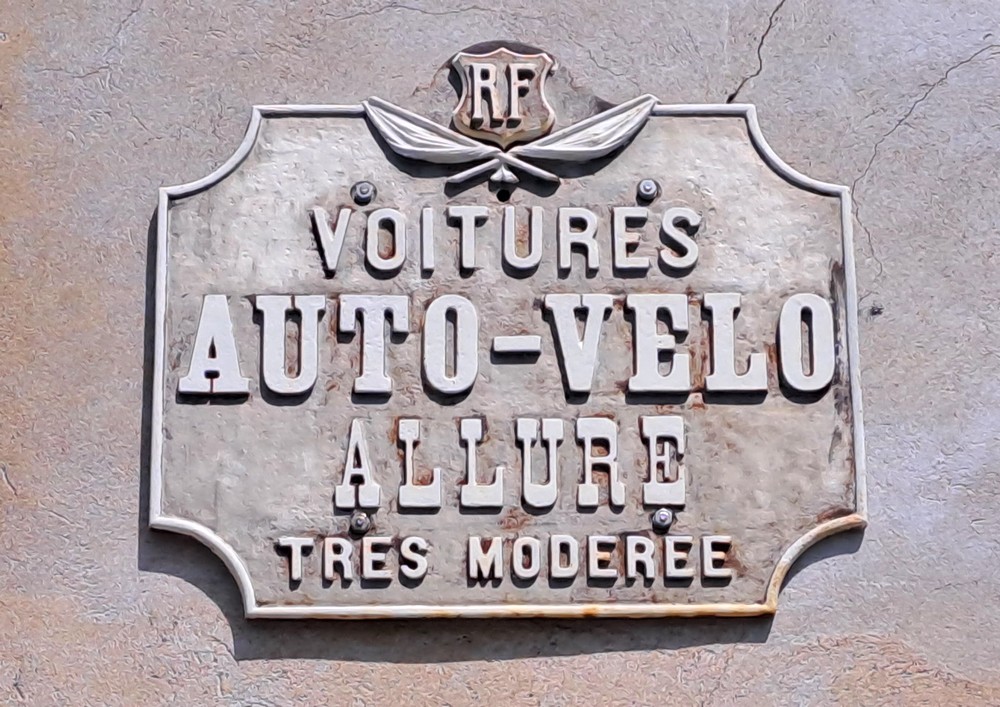 RF
VOITURES
AUTO-VELO
ALLURE
TRES MODEREE